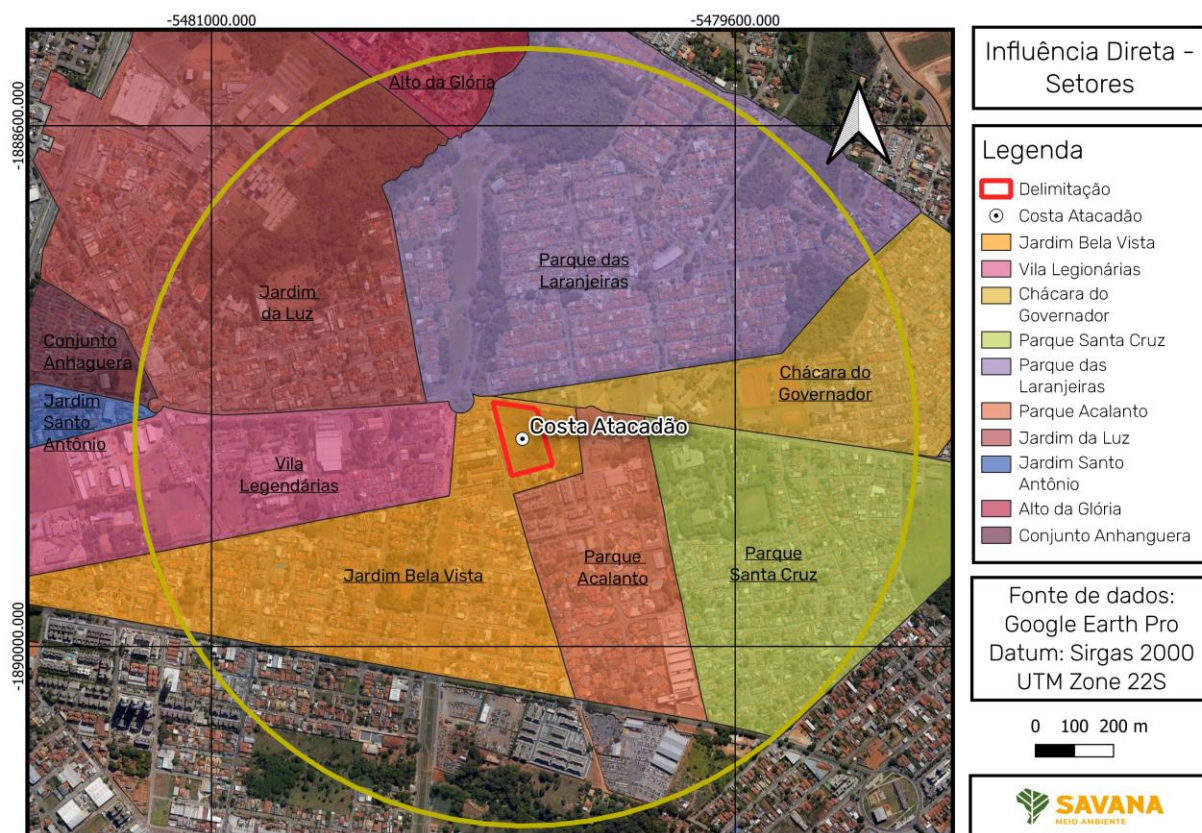 -5481000.000
-5479600.000
-1888600.000
-1890000.000
Alto da Glória
Parque das
Laranjeiras
Jardim
da Luz
Conjunto
Anhaguera
Chácara do
Governador
Jardim
Santo
Antônio
Costa Atacadão
Vila
Legendárias
Parque
Acalanto
Parque
Santa Cruz
Jardim Bela Vista
Influência Direta -
Setores
Legenda
Delimitação
Costa Atacadão
Jardim Bela Vista
Vila Legionárias
Chácara do
Governador
Parque Santa Cruz
Parque das
Laranjeiras
Parque Acalanto
Jardim da Luz
Jardim Santo
Antônio
Alto da Glória
Conjunto Anhanguera
Fonte de dados:
Google Earth Pro
Datum: Sirgas 2000
UTM Zone 22S
0 100 200 m
SAVANA
MEIO AMBIENTE